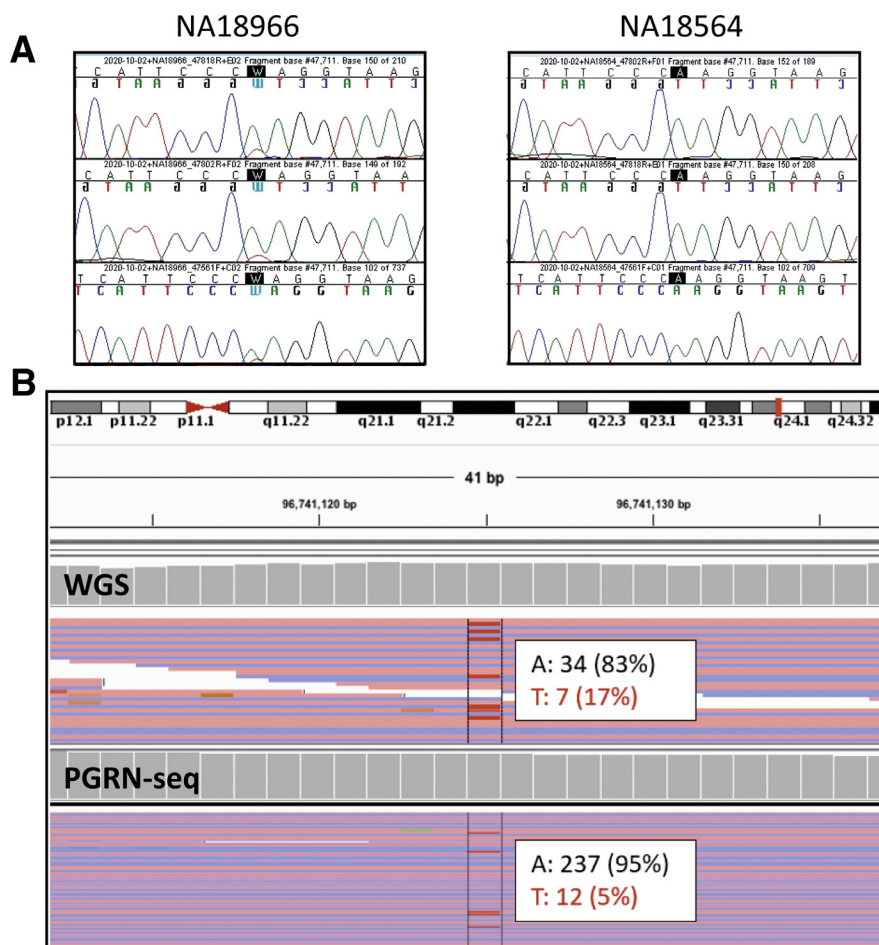 NA18966
NA18564
A
2020-10-02+NA18966_47818R+E02 Fragment base #47,711. Base 150 of 210
C A T T C C C W A G G T A A G
G T A A G G G W T C C A T T C
2020-10-02+NA18966_47802R+F02 Fragment base #47,711. Base 149 of 192
C A T T C C C W A G G T A A
G T A A G G G W T C C A T T
2020-10-02+NA18966_47561F+C02 Fragment base #47,711. Base 102 of 737
T C A T T C C C W A G G T A A G
T C A T T C C C W A G G T A A G
2020-10-02+NA18564_47802R+F01 Fragment base #47,711. Base 152 of 189
C A T T C C C A A G G T A A G
G T A A G G G T T C C A T T C
2020-10-02+NA18564_47818R+E01 Fragment base #47,711. Base 150 of 208
C A T T C C C A A G G T A A G
G T A A G G G T T C C A T T C
2020-10-02+NA18564_47561F+C01 Fragment base #47,711. Base 102 of 709
T C A T T C C C A A G G T A A G T
T C A T T C C C A A G G T A A G T
B
p12.1 p11.22 p11.1 q11.22 q21.1 q21.2 q22.1 q22.3 q23.1 q23.31 q24.1 q24.32
41 bp
96,741,120 bp 96,741,130 bp
WGS
A: 34 (83%)
T: 7 (17%)
PGRN-seq
A: 237 (95%)
T: 12 (5%)